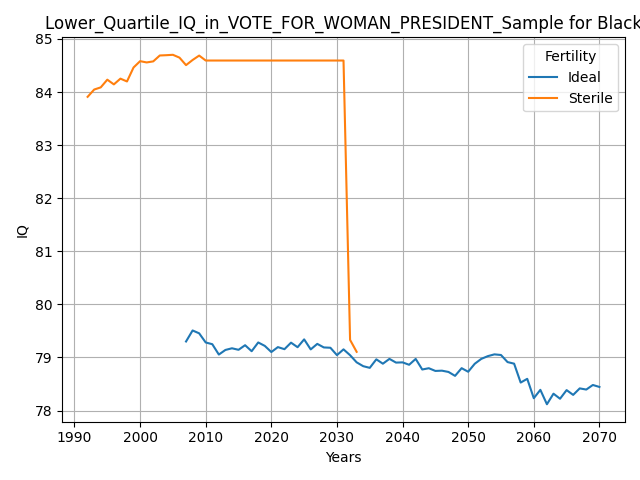 Lower_Quartile_IQ_in_VOTE_FOR_WOMAN_PRESIDENT_Sample for Black
85
84
83
82
81
80
79
78
IQ
Fertility
Ideal
Sterile
1990
2000
2010
2020
2030
2040
2050
2060
2070
Years